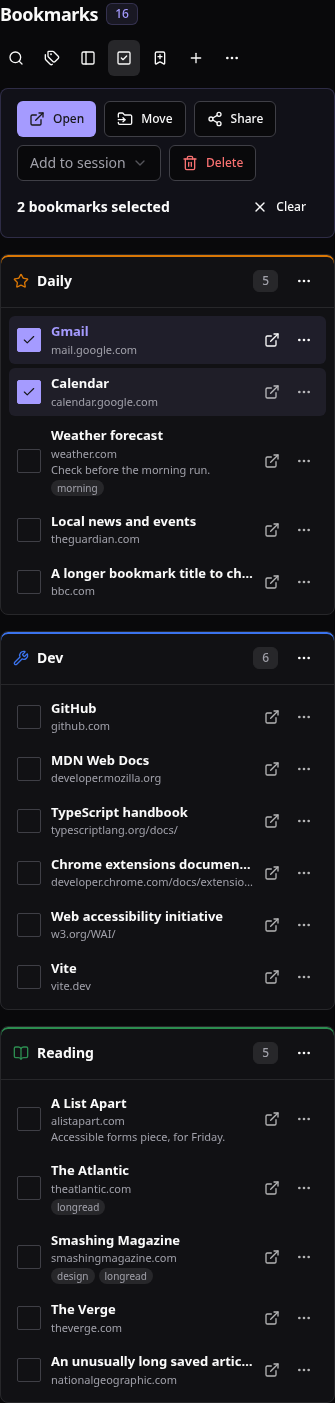 Bookmarks 16
Open Move Share
Add to session Delete
2 bookmarks selected Clear
Daily 5
Gmail
mail.google.com
Calendar
calendar.google.com
Weather forecast
weather.com
Check before the morning run.
morning
Local news and events
theguardian.com
A longer bookmark title to ch...
bbc.com
Dev 6
GitHub
github.com
MDN Web Docs
developer.mozilla.org
TypeScript handbook
typescriptlang.org/docs/
Chrome extensions documen...
developer.chrome.com/docs/extensio...
Web accessibility initiative
w3.org/WAI/
Vite
vite.dev
Reading 5
A List Apart
alistapart.com
Accessible forms piece, for Friday.
The Atlantic
theatlantic.com
longread
Smashing Magazine
smashingmagazine.com
design longread
The Verge
theverge.com
An unusually long saved artic...
nationalgeographic.com